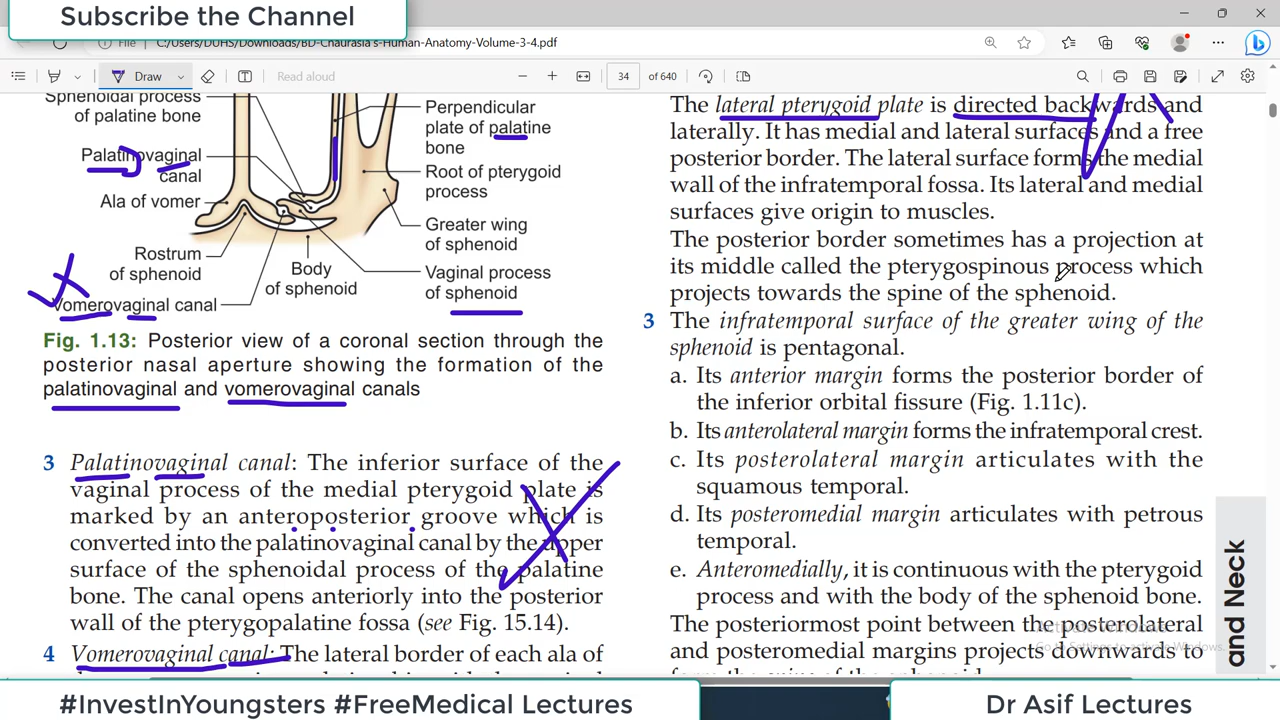 Subscribe the Channel
File
C:/Users/DUHS/Downloads/BD-Chaurasia's-Human-Anatomy-Volume-3-4.pdf
Draw
Read aloud
34
of 640
Sphenoidal process
of palatine bone
Palatinovaginal
canal
Ala of vomer
Rostrum
of sphenoid
Vomerovaginal canal
Body
of sphenoid
Perpendicular
plate of palatine
bone
Root of pterygoid
process
Greater wing
of sphenoid
Vaginal process
of sphenoid
Fig. 1.13: Posterior view of a coronal section through the
posterior nasal aperture showing the formation of the
palatinovaginal and vomerovaginal canals
3 Palatinovaginal canal: The inferior surface of the
vaginal process of the medial pterygoid plate is
marked by an anteroposterior groove which is
converted into the palatinovaginal canal by the upper
surface of the sphenoidal process of the palatine
bone. The canal opens anteriorly into the posterior
wall of the pterygopalatine fossa (see Fig. 15.14).
4 Vomerovaginal canal: The lateral border of each ala of
The lateral pterygoid plate is directed backwards and
laterally. It has medial and lateral surfaces and a free
posterior border. The lateral surface forms the medial
wall of the infratemporal fossa. Its lateral and medial
surfaces give origin to muscles.
The posterior border sometimes has a projection at
its middle called the pterygospinous process which
projects towards the spine of the sphenoid.
3 The infratemporal surface of the greater wing of the
sphenoid is pentagonal.
a. Its anterior margin forms the posterior border of
the inferior orbital fissure (Fig. 1.11c).
b. Its anterolateral margin forms the infratemporal crest.
c. Its posterolateral margin articulates with the
squamous temporal.
d. Its posteromedial margin articulates with petrous
temporal.
e. Anteromedially, it is continuous with the pterygoid
process and with the body of the sphenoid bone.
The posteriormost point between the posterolateral
and posteromedial margins projects downwards to
form the spine of the sphenoid
and Neck
Activate Windows
Go to Settings to activate Windows.
#InvestInYoungsters #FreeMedical Lectures
Dr Asif Lectures